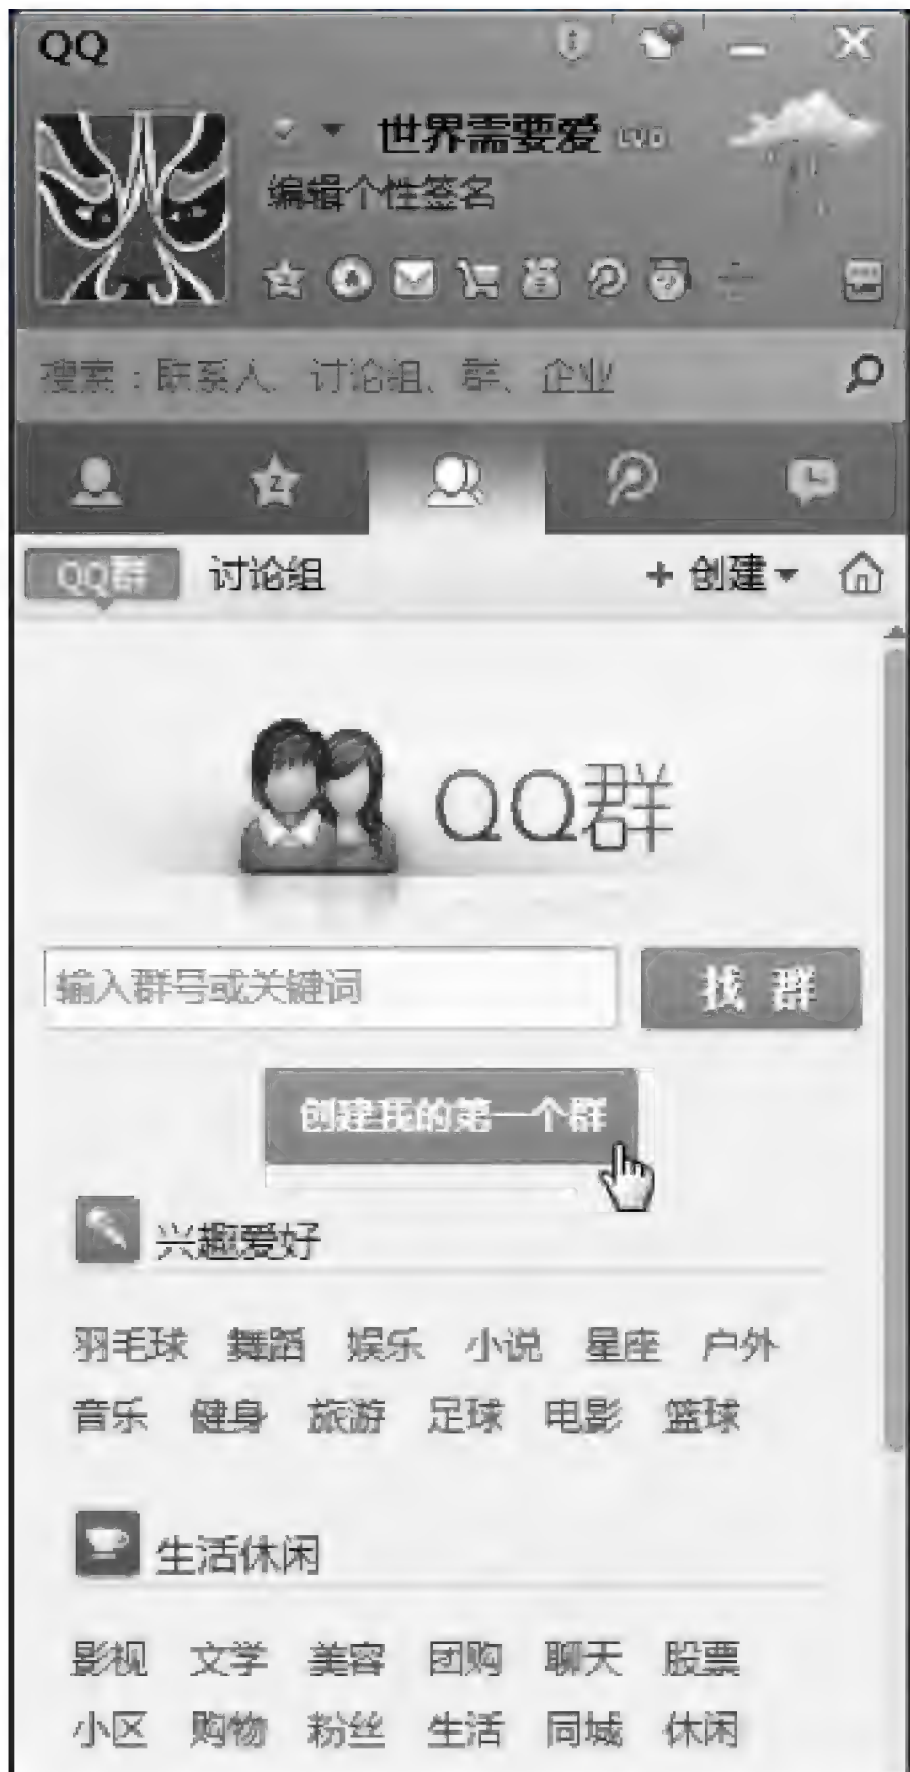 QQ
世界需要爱
编辑个性签名
搜索：联系人、讨论组、群、企业
QQ群 讨论组 + 创建
QQ群
输入群号或关键词 找 群
创建我的第一个群
兴趣爱好
羽毛球 舞蹈 娱乐 小说 星座 户外
音乐 健身 旅游 足球 电影 篮球
生活休闲
影视 文学 美容 团购 聊天 股票
小区 购物 粉丝 生活 同城 休闲